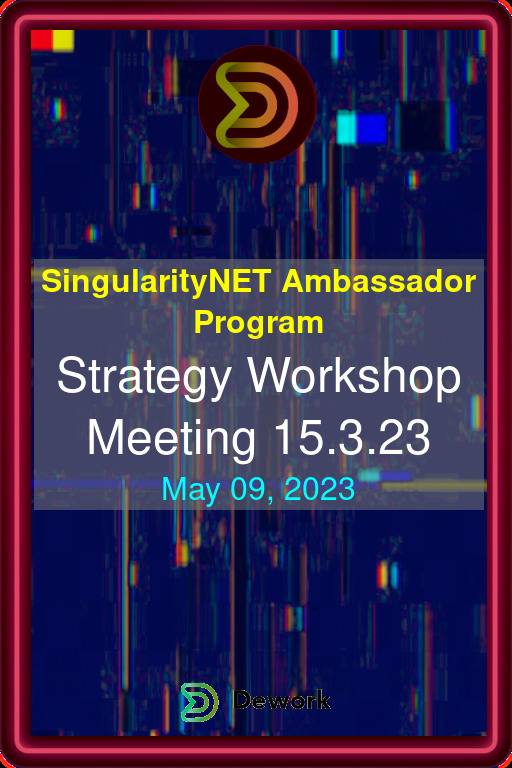 SingularityNET Ambassador
Program
Strategy Workshop
Meeting 15.3.23
May 09, 2023
Dework